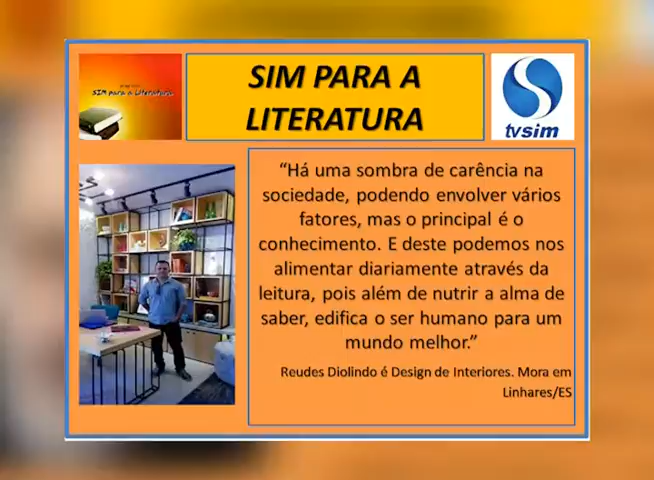 SIM para a Literatura
SIM PARA A
LITERATURA
tvsim
“Há uma sombra de carência na
sociedade, podendo envolver vários
fatores, mas o principal é o
conhecimento. E deste podemos nos
alimentar diariamente através da
leitura, pois além de nutrir a alma de
saber, edifica o ser humano para um
mundo melhor.”
Reudes Diolindo é Design de Interiores. Mora em
Linhares/ES